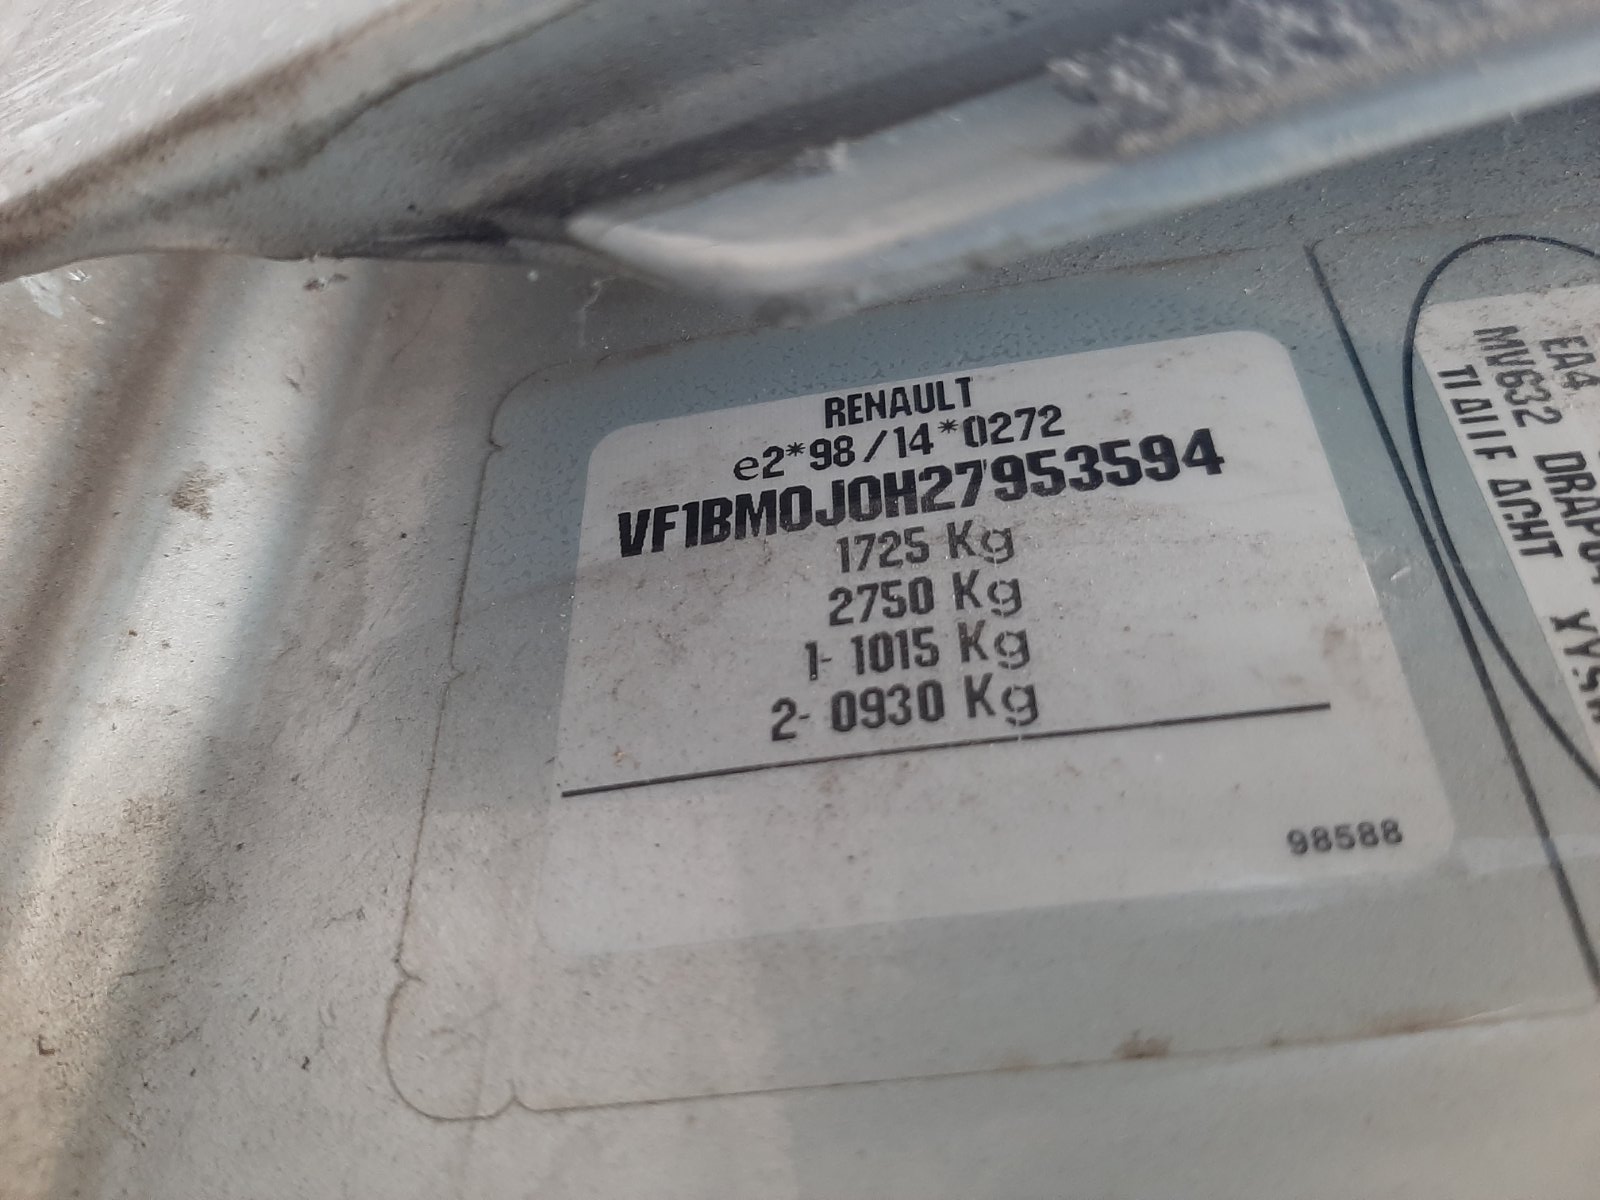 RENAULT
e2*98/14*0272
VF1BM0J0H27953594
1725 Kg
2750 Kg
1- 1015 Kg
2- 0930 Kg
98588
EA4
MV632 DRAP04